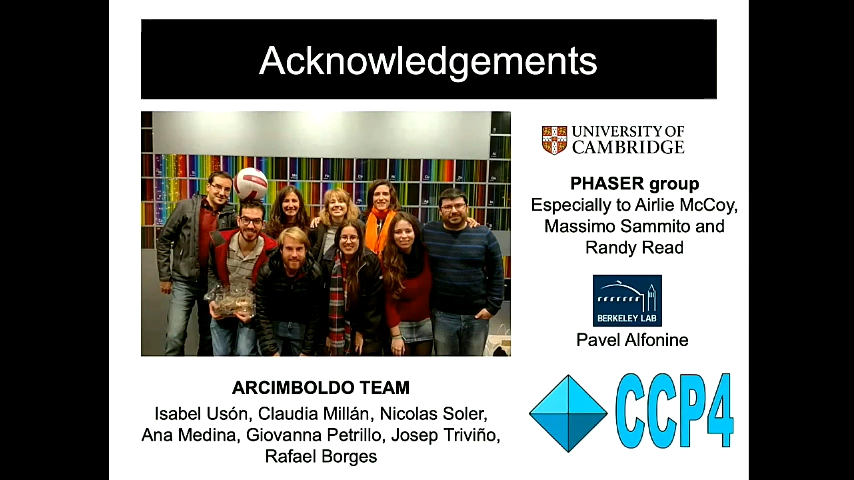 Acknowledgements
UNIVERSITY OF
CAMBRIDGE
PHASER group
Especially to Airlie McCoy,
Massimo Sammito and
Randy Read
BERKELEY LAB
Pavel Alfonine
CCP4
ARCIMBOLDO TEAM
Isabel Usón, Claudia Millán, Nicolas Soler,
Ana Medina, Giovanna Petrillo, Josep Triviño,
Rafael Borges